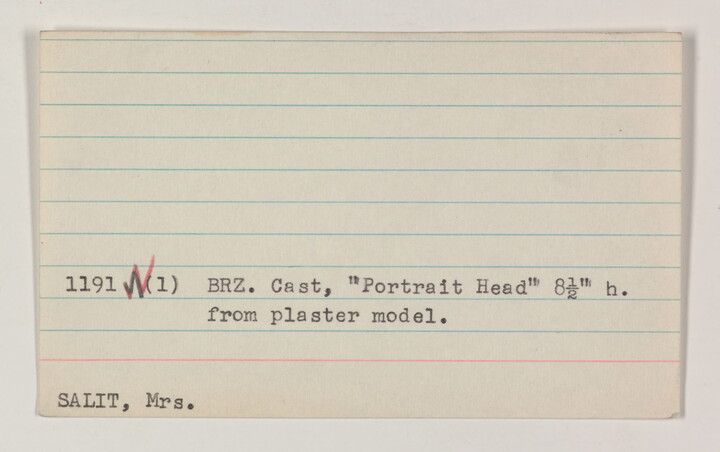 1191 (1) BRZ. Cast, "Portrait Head" 8½" h.
from plaster model.
SALIT, Mrs.